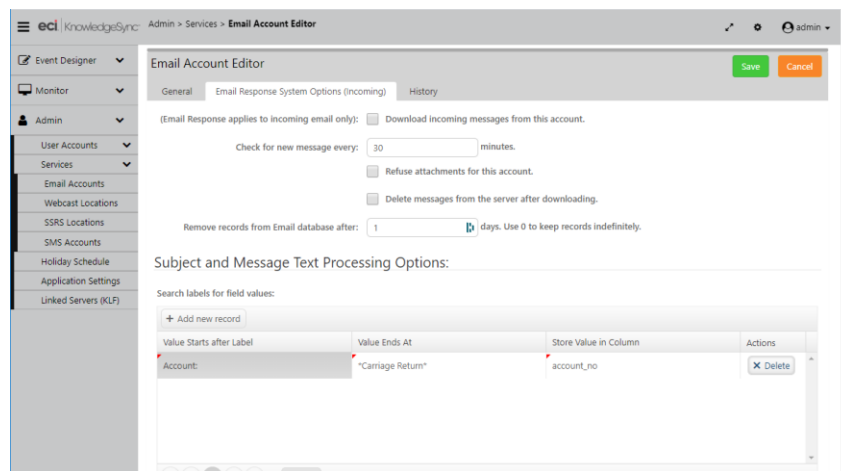 eci KnowledgeSync
Admin > Services > Email Account Editor
admin
Event Designer
Monitor
Admin
User Accounts
Services
Email Accounts
Webcast Locations
SSRS Locations
SMS Accounts
Holiday Schedule
Application Settings
Linked Servers (KLF)
Email Account Editor
Save Cancel
General Email Response System Options (Incoming) History
(Email Response applies to incoming email only): Download incoming messages from this account.
Check for new message every: 30 minutes.
Refuse attachments for this account.
Delete messages from the server after downloading.
Remove records from Email database after: 1 days. Use 0 to keep records indefinitely.
Subject and Message Text Processing Options:
Search labels for field values:
+ Add new record
Value Starts after Label Value Ends At Store Value in Column Actions
Account: "Carriage Return" account_no Delete